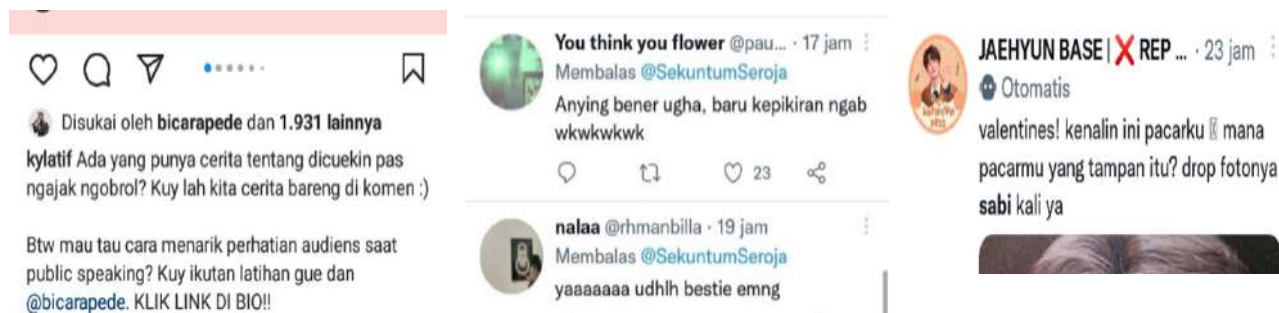 Disukai oleh bicarapede dan 1.931 lainnya
kylatif Ada yang punya cerita tentang dicuekin pas
ngajak ngobrol? Kuy lah kita cerita bareng di komen :)
Btw mau tau cara menarik perhatian audiens saat
public speaking? Kuy ikutan latihan gue dan
@bicarapede. KLIK LINK DI BIO!!
You think you flower @pau... · 17 jam
Membalas @SekuntumSeroja
Anying bener ugha, baru kepikiran ngab
wkwkwkwk
23
nalaa @rhmanbilla · 19 jam
Membalas @SekuntumSeroja
yaaaaaaa udhlh bestie emng
JAEHYUN BASE | ❌ REP ... · 23 jam
Otomatis
valentines! kenalin ini pacarku mana
pacarmu yang tampan itu? drop fotonya
sabi kali ya